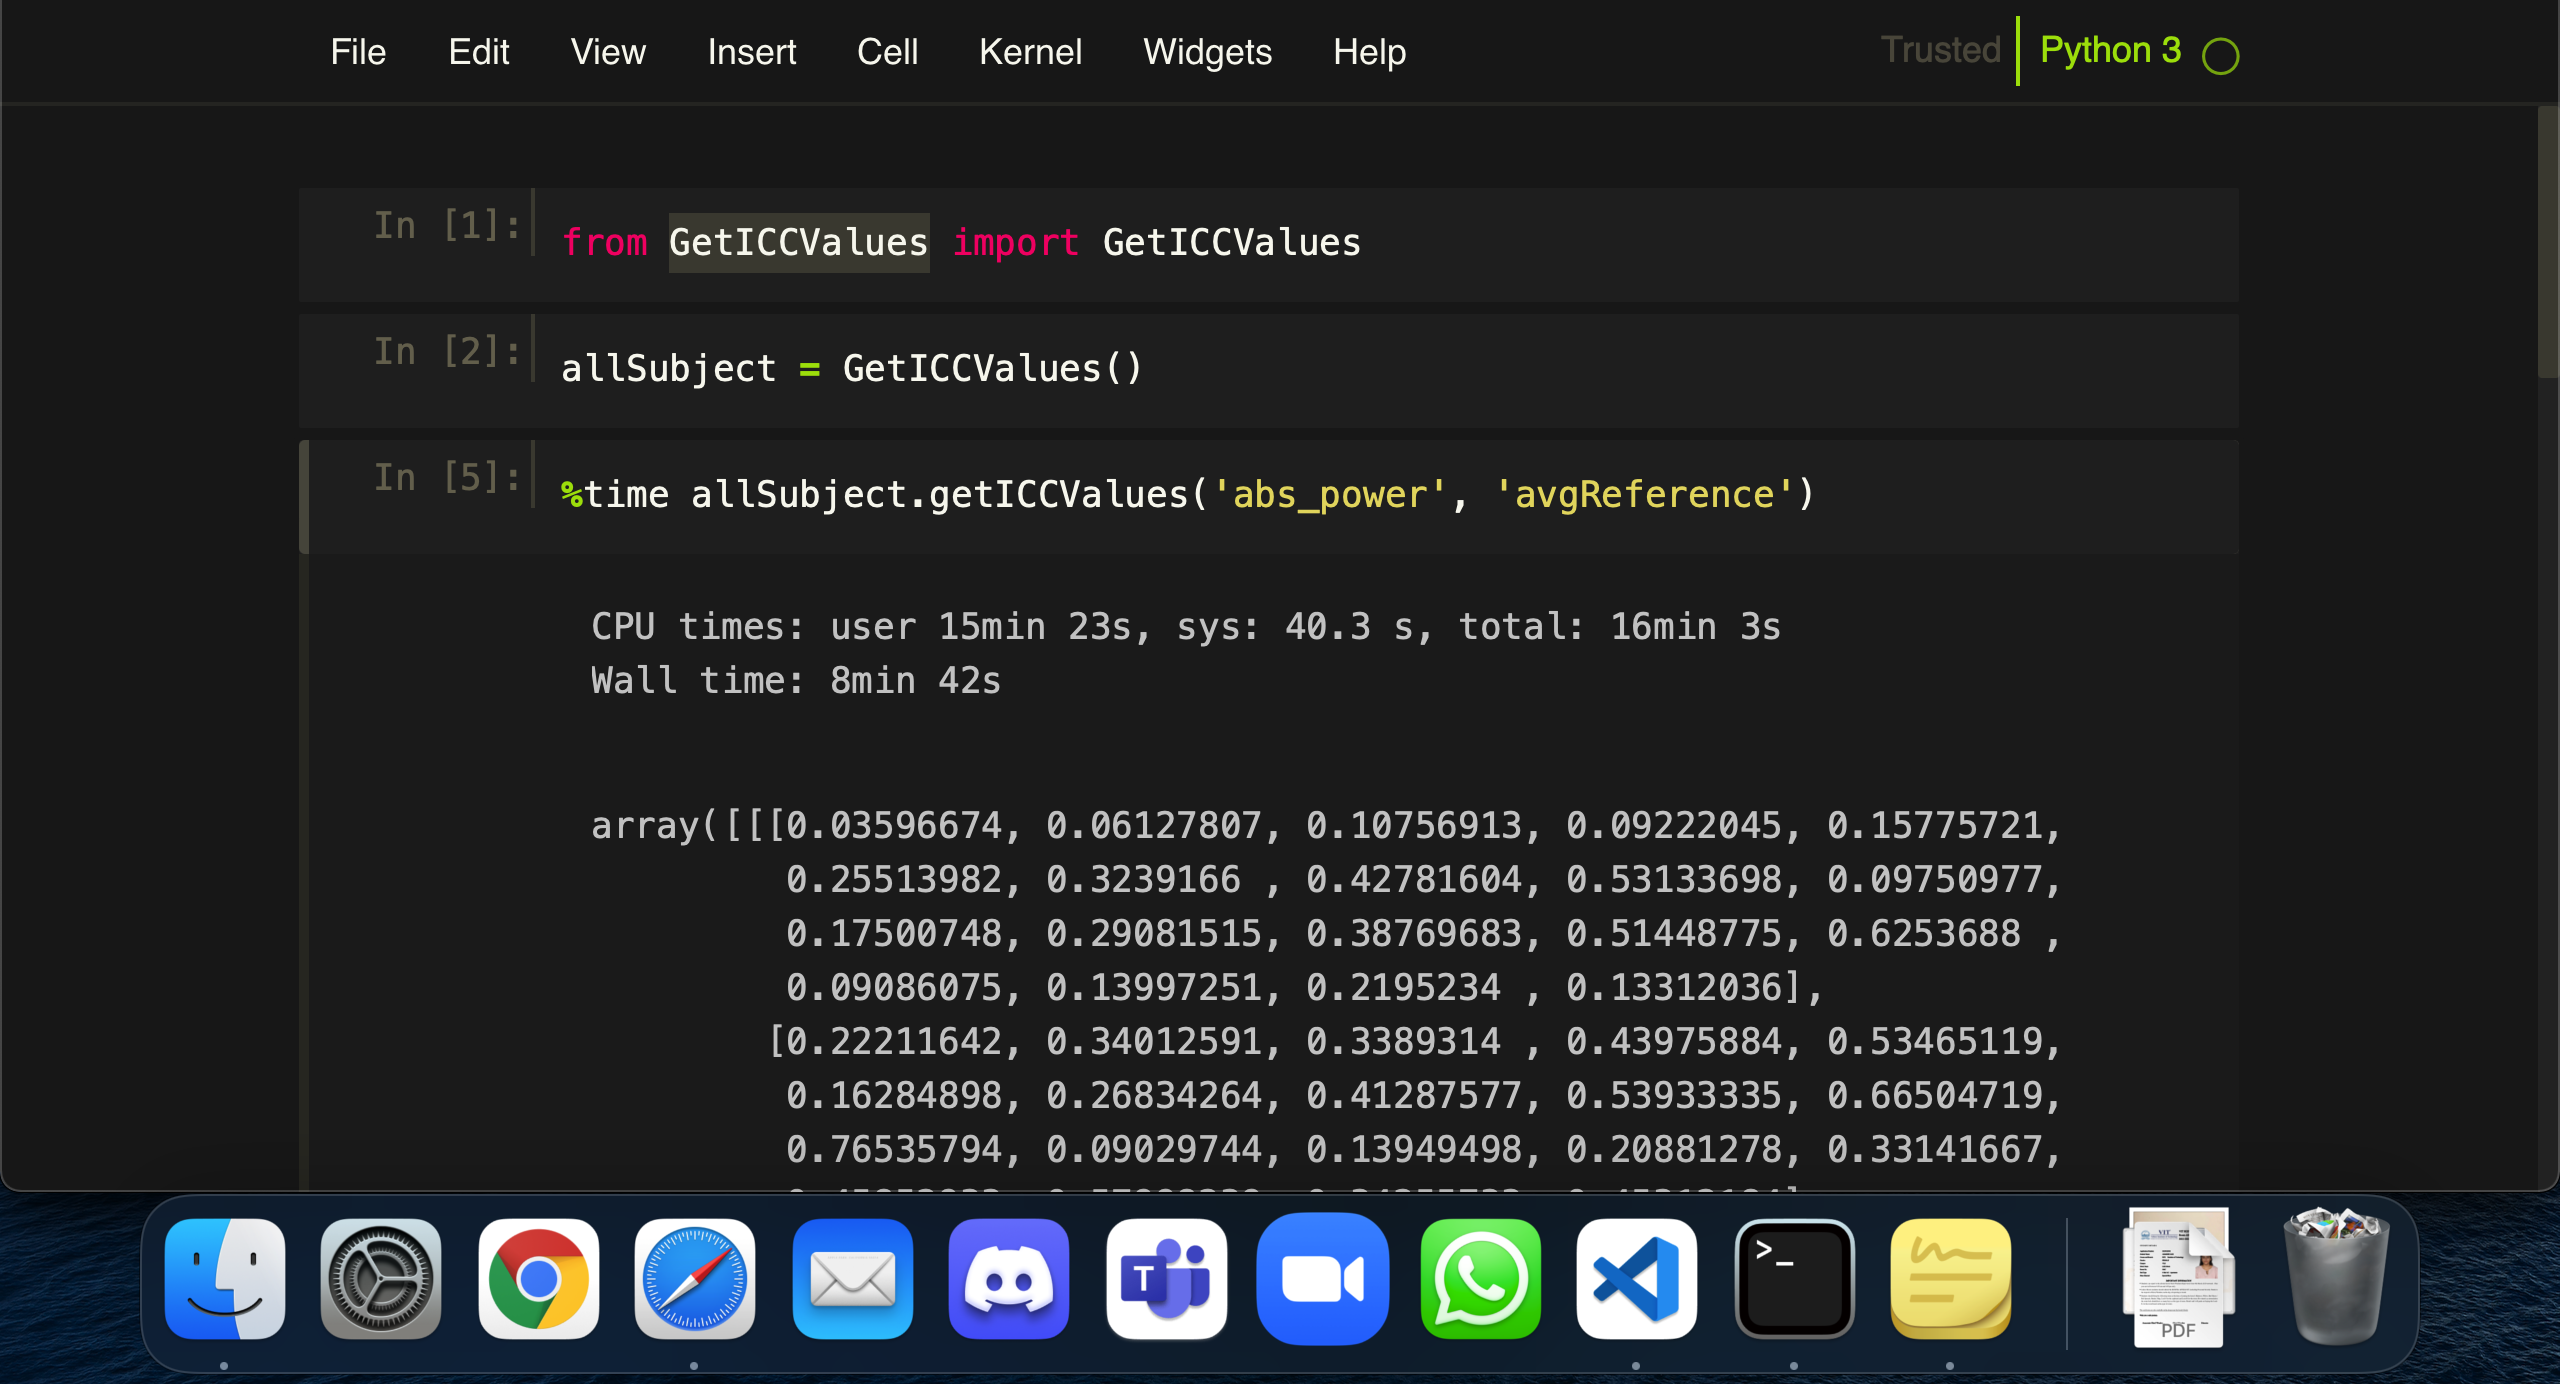 File Edit View Insert Cell Kernel Widgets Help Trusted Python 3
In [1]: from GetICCValues import GetICCValues
In [2]: allSubject = GetICCValues()
In [5]: %time allSubject.getICCValues('abs_power', 'avgReference')
CPU times: user 15min 23s, sys: 40.3 s, total: 16min 3s
Wall time: 8min 42s
array([[[0.03596674, 0.06127807, 0.10756913, 0.09222045, 0.15775721,
0.25513982, 0.3239166 , 0.42781604, 0.53133698, 0.09750977,
0.17500748, 0.29081515, 0.38769683, 0.51448775, 0.6253688 ,
0.09086075, 0.13997251, 0.2195234 , 0.13312036],
[0.22211642, 0.34012591, 0.3389314 , 0.43975884, 0.53465119,
0.16284898, 0.26834264, 0.41287577, 0.53933335, 0.66504719,
0.76535794, 0.09029744, 0.13949498, 0.20881278, 0.33141667,
T
>_
VIT
PDF